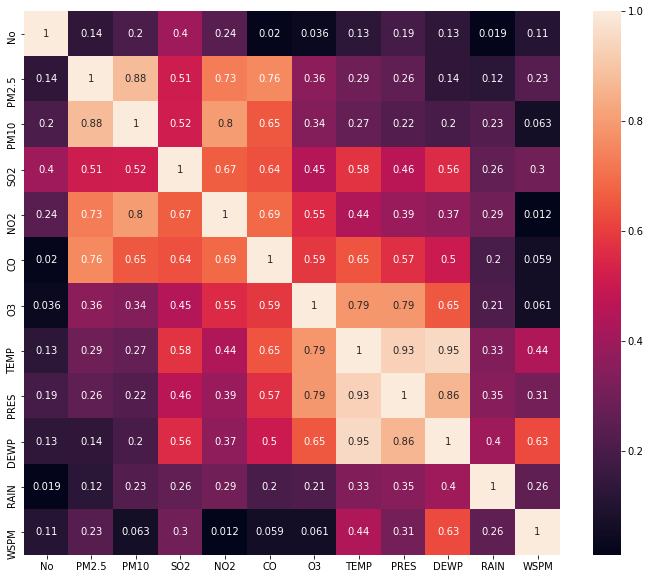 No 1 0.14 0.2 0.4 0.24 0.02 0.036 0.13 0.19 0.13 0.019 0.11
PM2.5 0.14 1 0.88 0.51 0.73 0.76 0.36 0.29 0.26 0.14 0.12 0.23
PM10 0.2 0.88 1 0.52 0.8 0.65 0.34 0.27 0.22 0.2 0.23 0.063
SO2 0.4 0.51 0.52 1 0.67 0.64 0.45 0.58 0.46 0.56 0.26 0.3
NO2 0.24 0.73 0.8 0.67 1 0.69 0.55 0.44 0.39 0.37 0.29 0.012
CO 0.02 0.76 0.65 0.64 0.69 1 0.59 0.65 0.57 0.5 0.2 0.059
O3 0.036 0.36 0.34 0.45 0.55 0.59 1 0.79 0.79 0.65 0.21 0.061
TEMP 0.13 0.29 0.27 0.58 0.44 0.65 0.79 1 0.93 0.95 0.33 0.44
PRES 0.19 0.26 0.22 0.46 0.39 0.57 0.79 0.93 1 0.86 0.35 0.31
DEWP 0.13 0.14 0.2 0.56 0.37 0.5 0.65 0.95 0.86 1 0.4 0.63
RAIN 0.019 0.12 0.23 0.26 0.29 0.2 0.21 0.33 0.35 0.4 1 0.26
WSPM 0.11 0.23 0.063 0.3 0.012 0.059 0.061 0.44 0.31 0.63 0.26 1
No PM2.5 PM10 SO2 NO2 CO O3 TEMP PRES DEWP RAIN WSPM
1.0
0.8
0.6
0.4
0.2